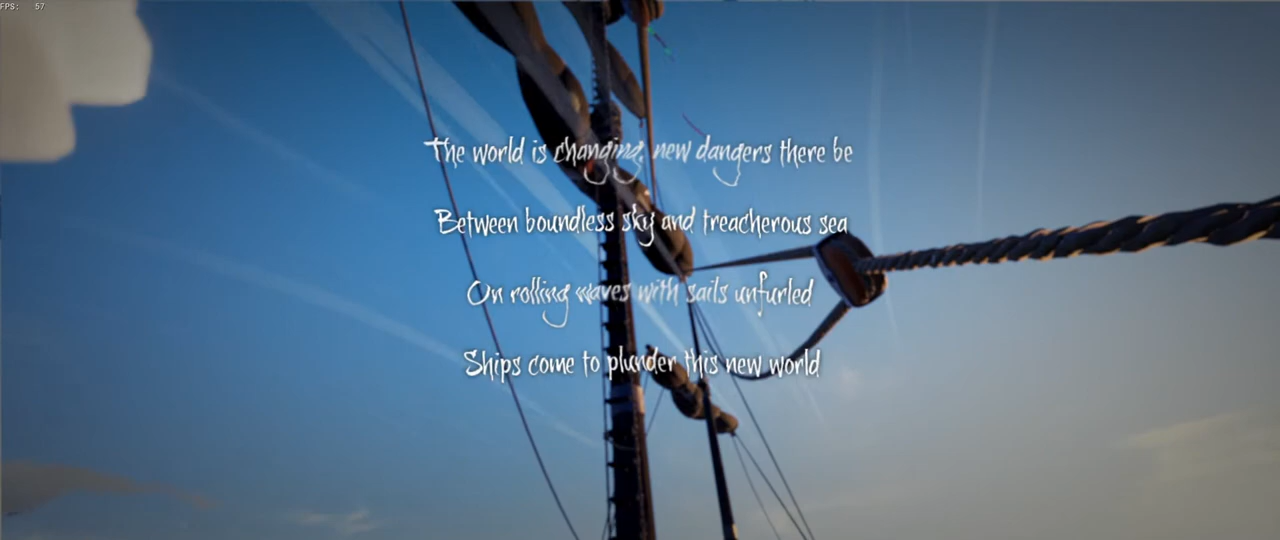 FPS: 57
The world is changing, new dangers there be
Between boundless sky and treacherous sea
On rolling waves with sails unfurled
Ships come to plunder this new world